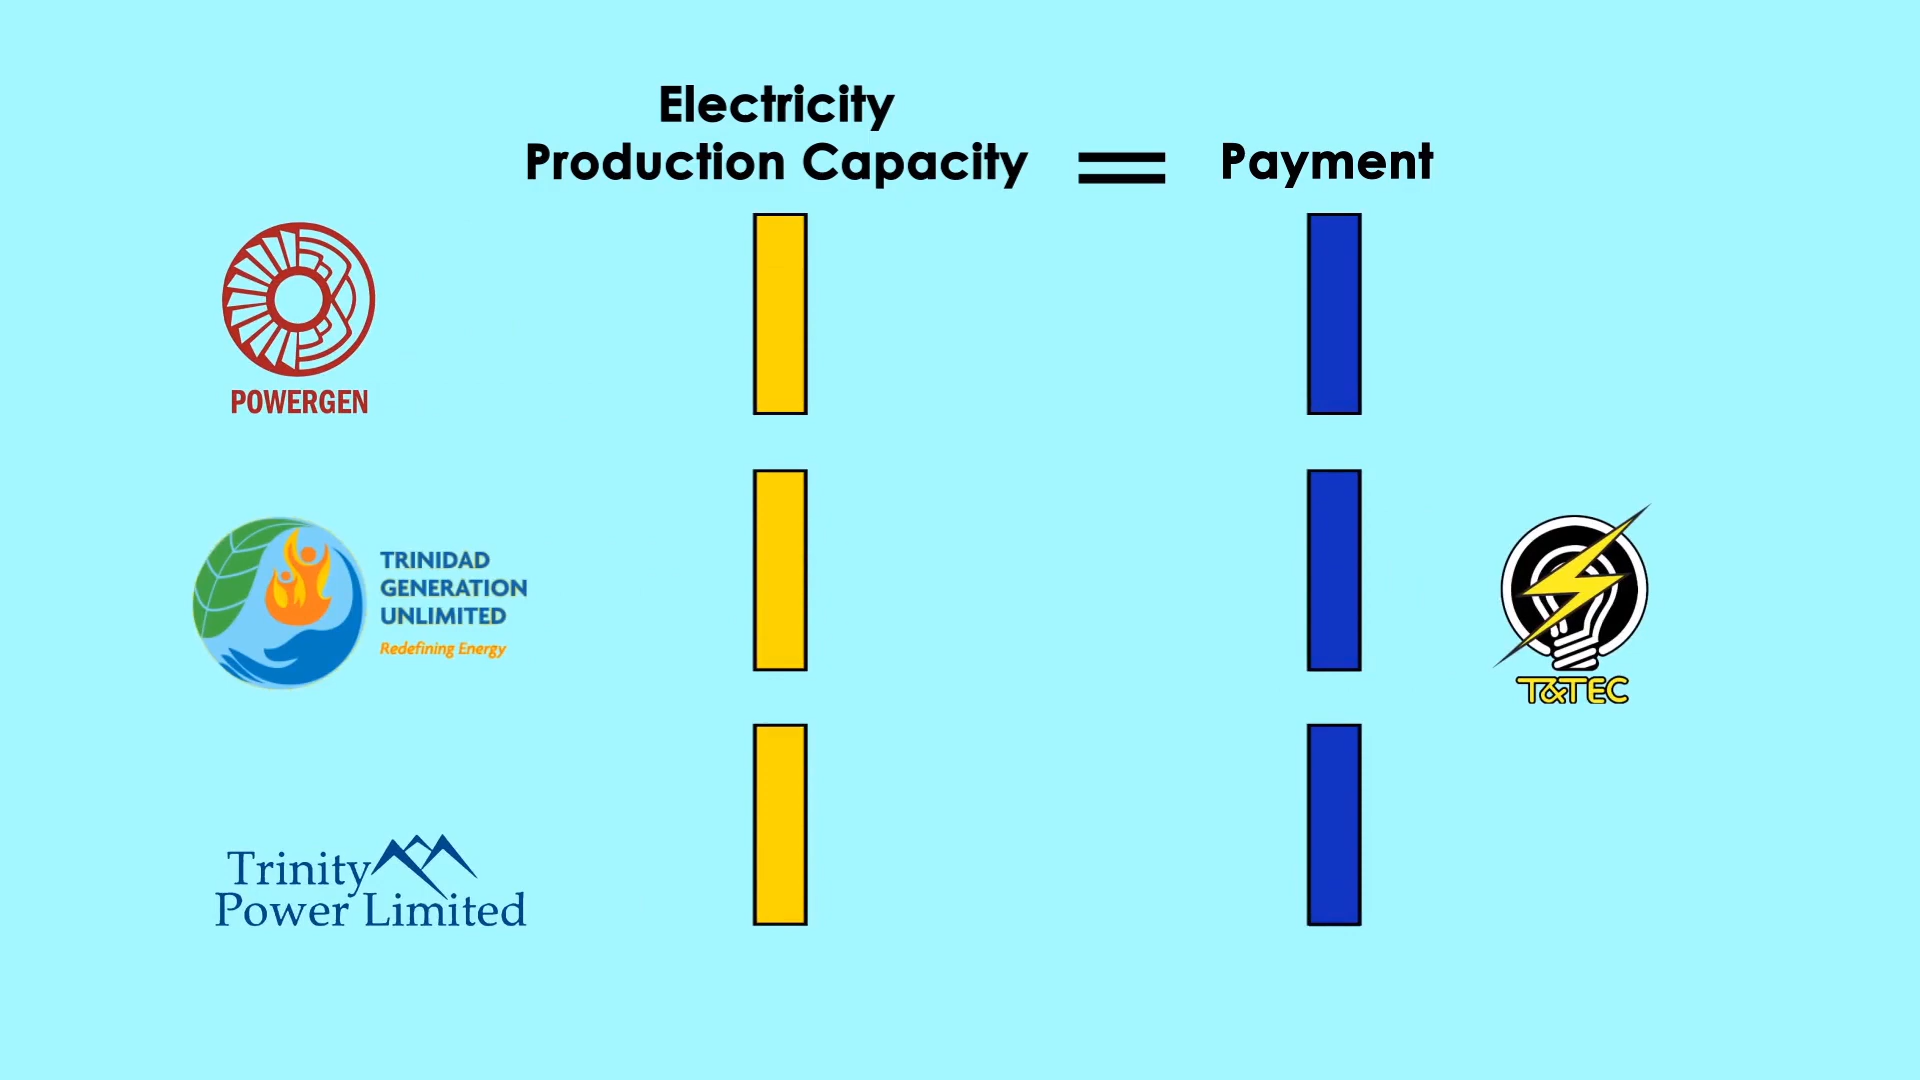 Electricity
Production Capacity = Payment
POWERGEN
TRINIDAD
GENERATION
UNLIMITED
Redefining Energy
T&TEC
Trinity
Power Limited